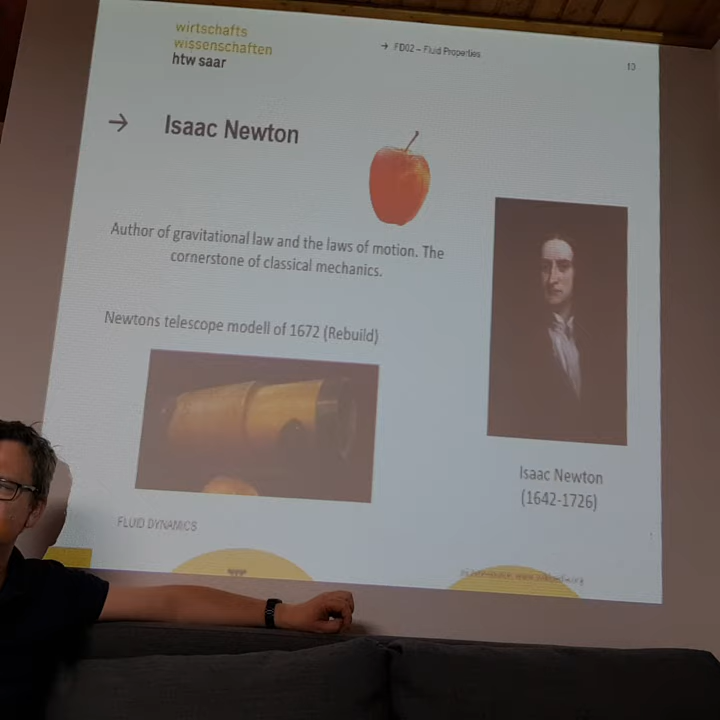 wirtschafts
wissenschaften
htw saar
→ FD02 – Fluid Properties
10
→ Isaac Newton
Author of gravitational law and the laws of motion. The
cornerstone of classical mechanics.
Newtons telescope modell of 1672 (Rebuild)
Isaac Newton
(1642-1726)
FLUID DYNAMICS